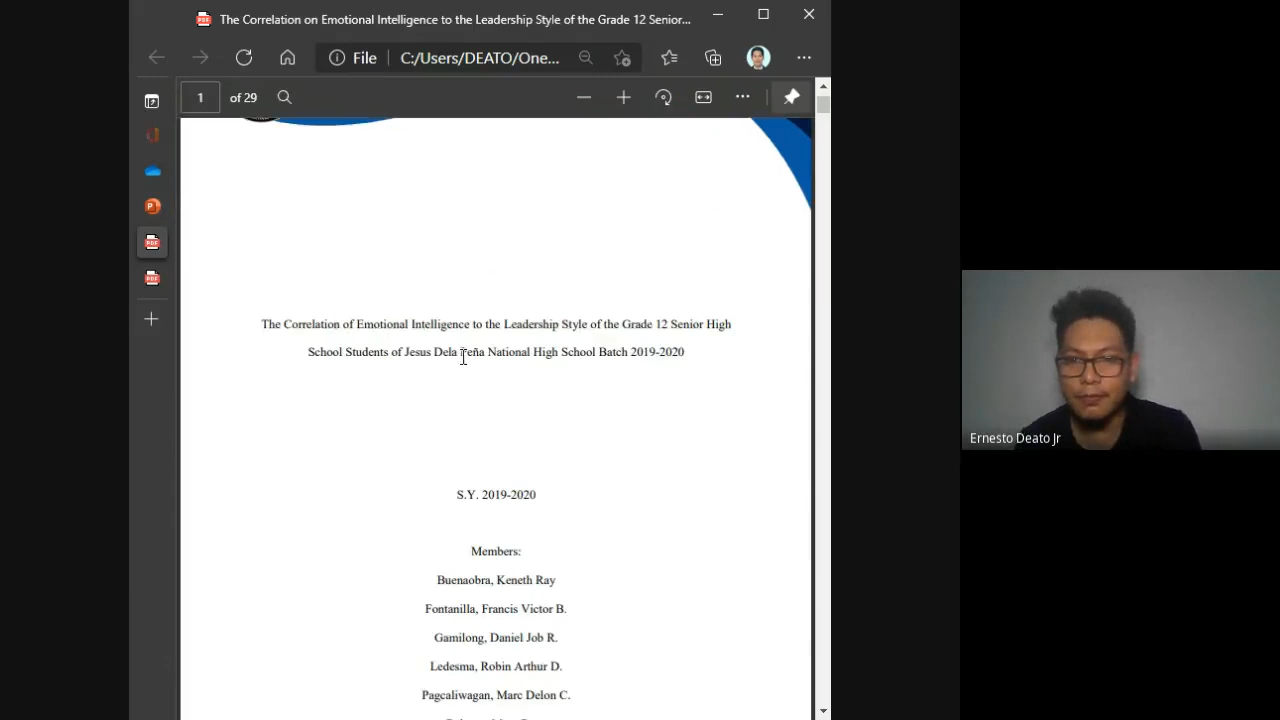 The Correlation on Emotional Intelligence to the Leadership Style of the Grade 12 Senior...
File
C:/Users/DEATO/One...
1 of 29
The Correlation of Emotional Intelligence to the Leadership Style of the Grade 12 Senior High
School Students of Jesus Dela Peña National High School Batch 2019-2020
S.Y. 2019-2020
Members:
Buenaobra, Keneth Ray
Fontanilla, Francis Victor B.
Gamilong, Daniel Job R.
Ledesma, Robin Arthur D.
Pagcaliwagan, Marc Delon C.
Ernesto Deato Jr